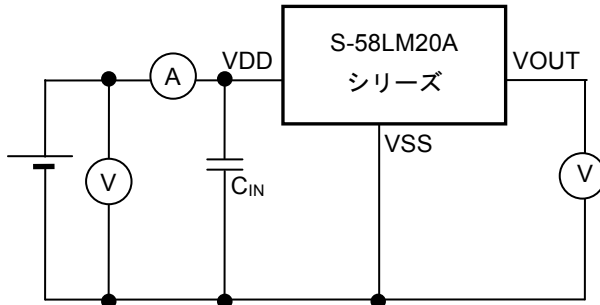 S-58LM20A
シリーズ
VDD
VOUT
A
VSS
V
CIN
V